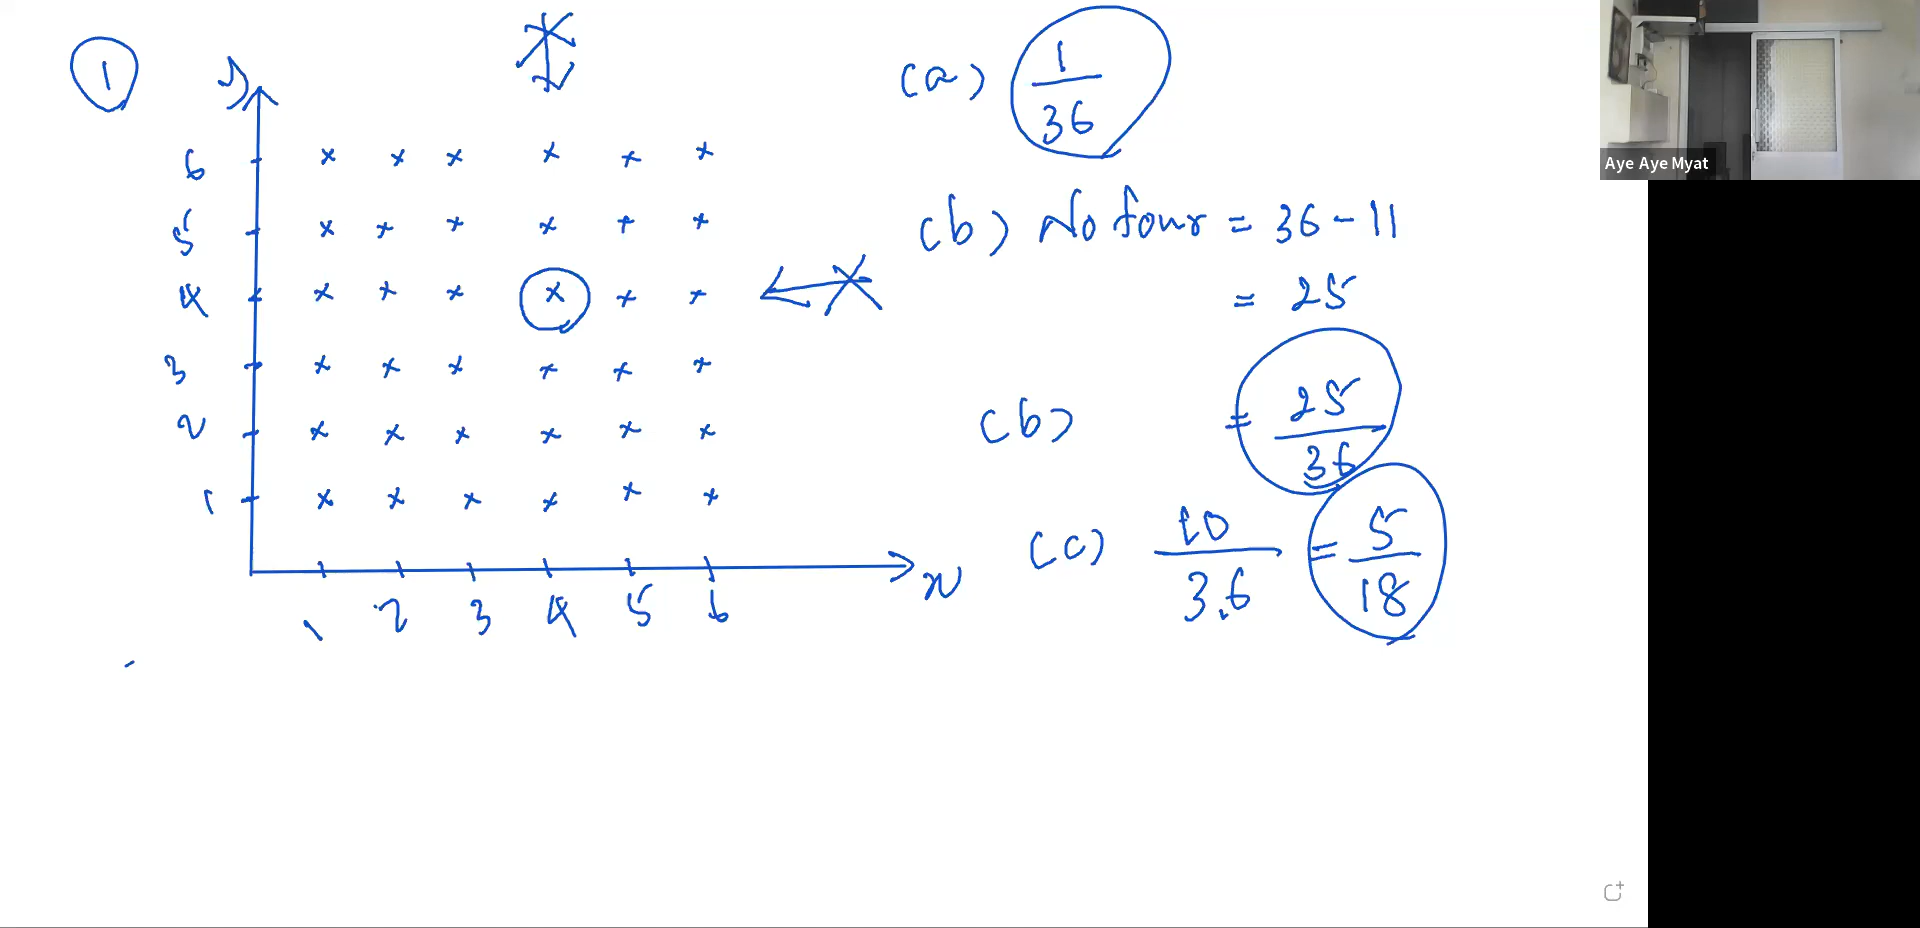 1
y
6
5
4
3
2
1
1 2 3 4 5 6
x
(a) 1/36
(b) No four = 36 - 11
= 25
(b) = 25/36
(c) 10/36 = 5/18
Aye Aye Myat